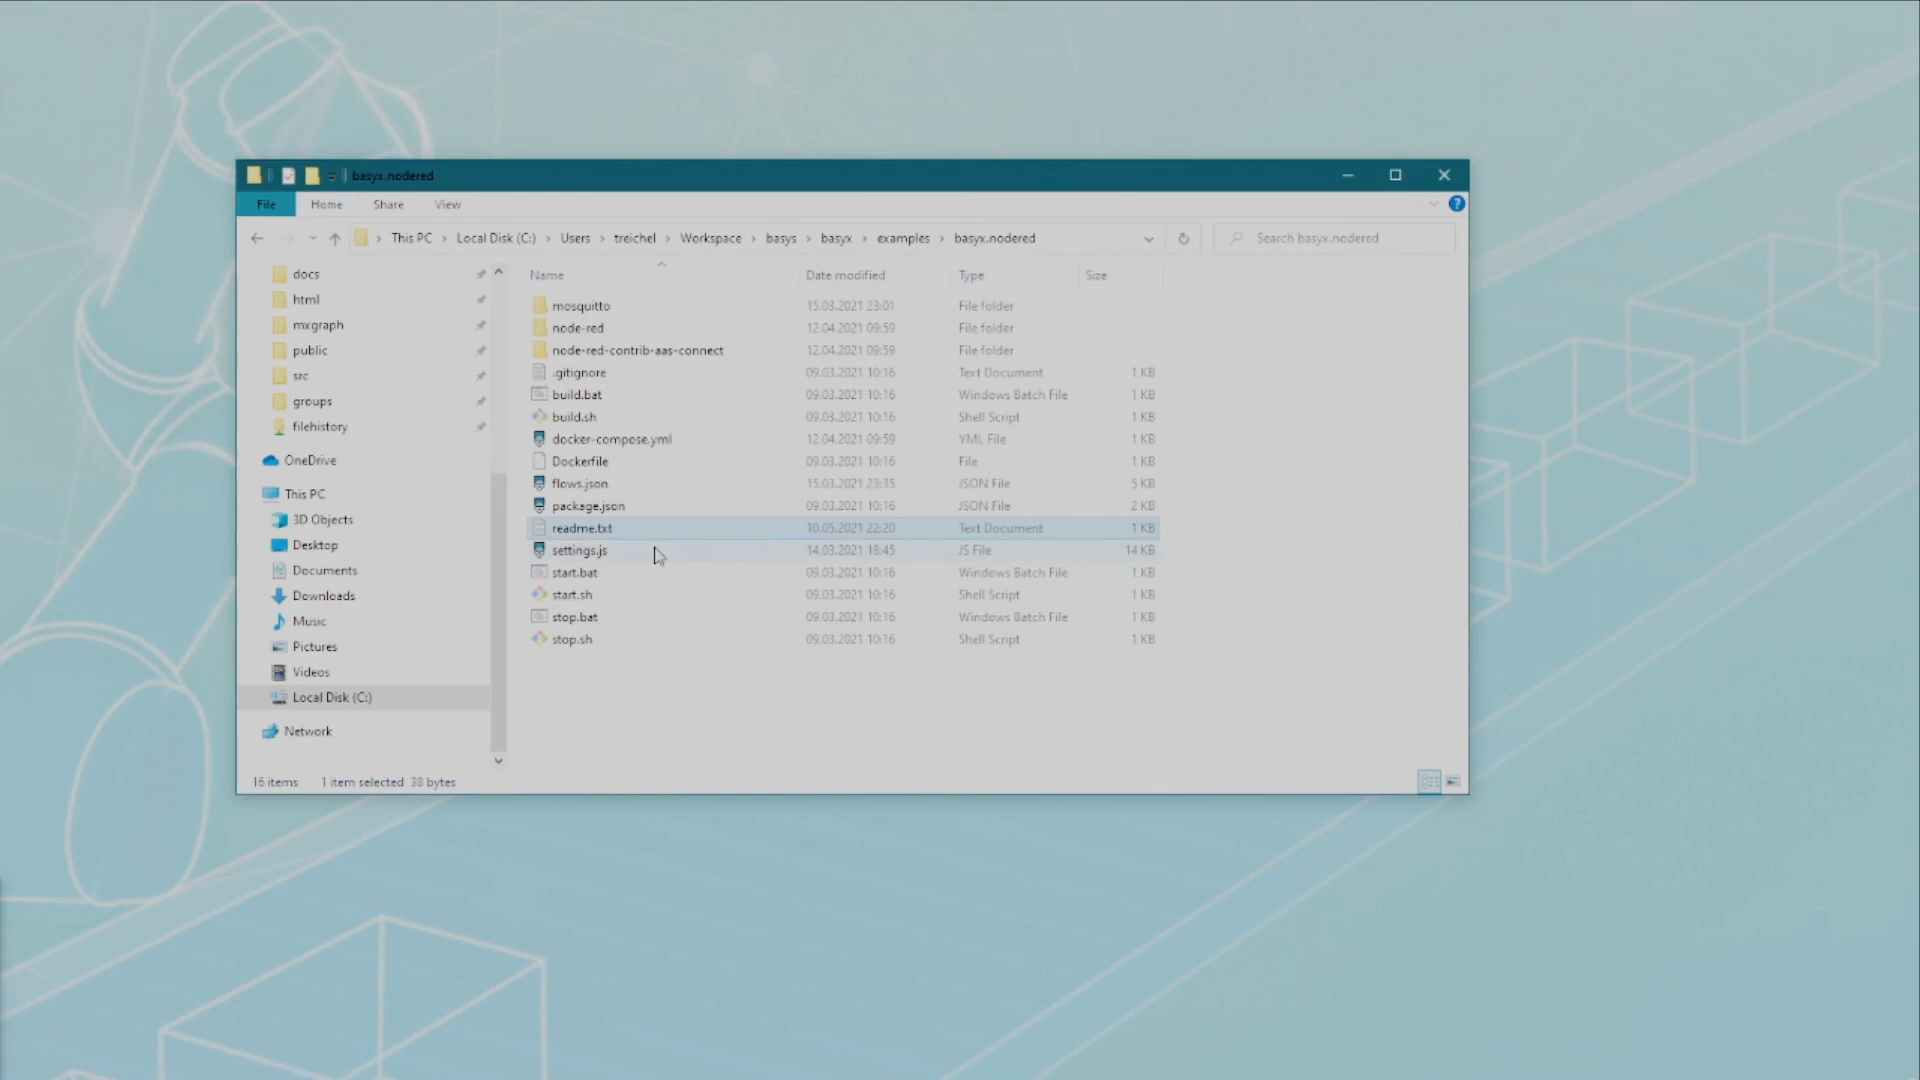 basyx.nodered
File Home Share View
This PC Local Disk (C:) Users treichel Workspace basys basyx examples basyx.nodered
Search basyx.nodered
docs
html
mxgraph
public
src
groups
filehistory
OneDrive
This PC
3D Objects
Desktop
Documents
Downloads
Music
Pictures
Videos
Local Disk (C:)
Network
Name Date modified Type Size
mosquitto 15.03.2021 23:01 File folder
node-red 12.04.2021 09:59 File folder
node-red-contrib-aas-connect 12.04.2021 09:59 File folder
.gitignore 09.03.2021 10:16 Text Document 1 KB
build.bat 09.03.2021 10:16 Windows Batch File 1 KB
build.sh 09.03.2021 10:16 Shell Script 1 KB
docker-compose.yml 12.04.2021 09:59 YML File 1 KB
Dockerfile 09.03.2021 10:16 File 1 KB
flows.json 15.03.2021 23:35 JSON File 5 KB
package.json 09.03.2021 10:16 JSON File 2 KB
readme.txt 10.05.2021 22:20 Text Document 1 KB
settings.js 14.03.2021 18:45 JS File 14 KB
start.bat 09.03.2021 10:16 Windows Batch File 1 KB
start.sh 09.03.2021 10:16 Shell Script 1 KB
stop.bat 09.03.2021 10:16 Windows Batch File 1 KB
stop.sh 09.03.2021 10:16 Shell Script 1 KB
16 items 1 item selected 38 bytes